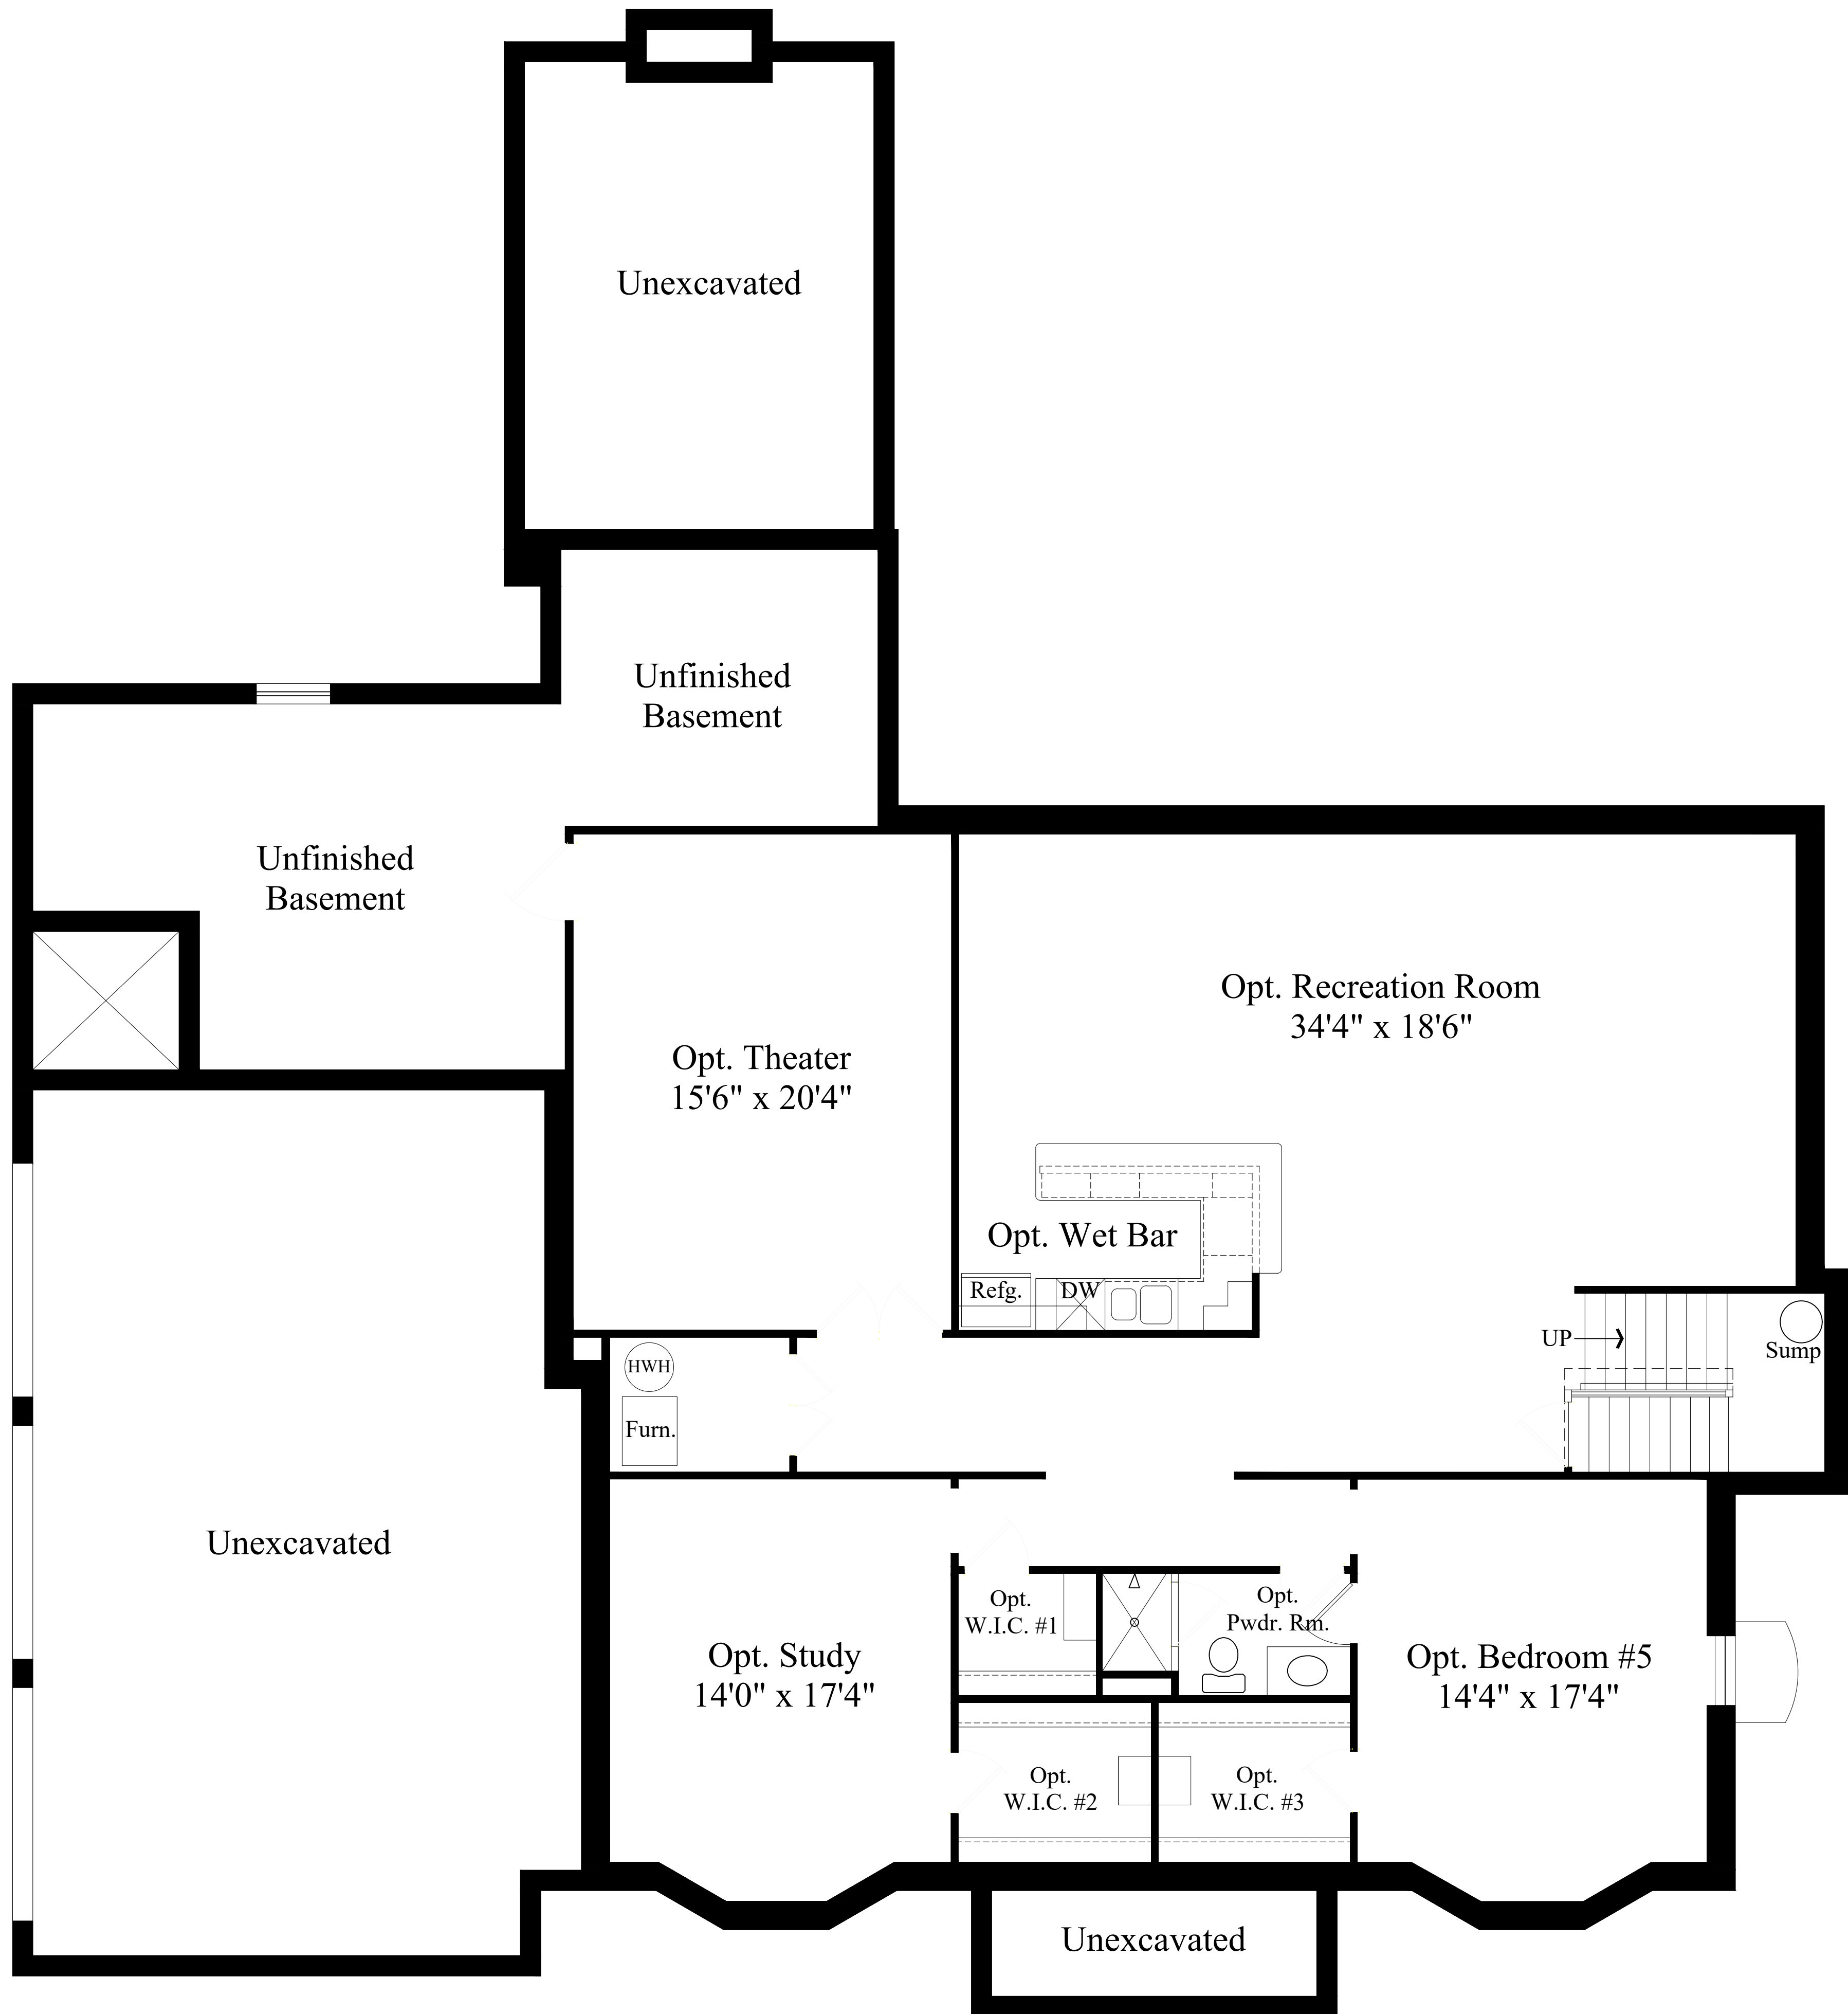 Unexcavated
Unfinished
Basement
Unfinished
Basement
Opt. Recreation Room
34'4" x 18'6"
Opt. Theater
15'6" x 20'4"
Opt. Wet Bar
Refg.
DW
UP
Sump
HWH
Furn.
Unexcavated
Opt.
W.I.C. #1
Opt.
Pwdr. Rm.
Opt. Study
14'0" x 17'4"
Opt. Bedroom #5
14'4" x 17'4"
Opt.
W.I.C. #2
Opt.
W.I.C. #3
Unexcavated